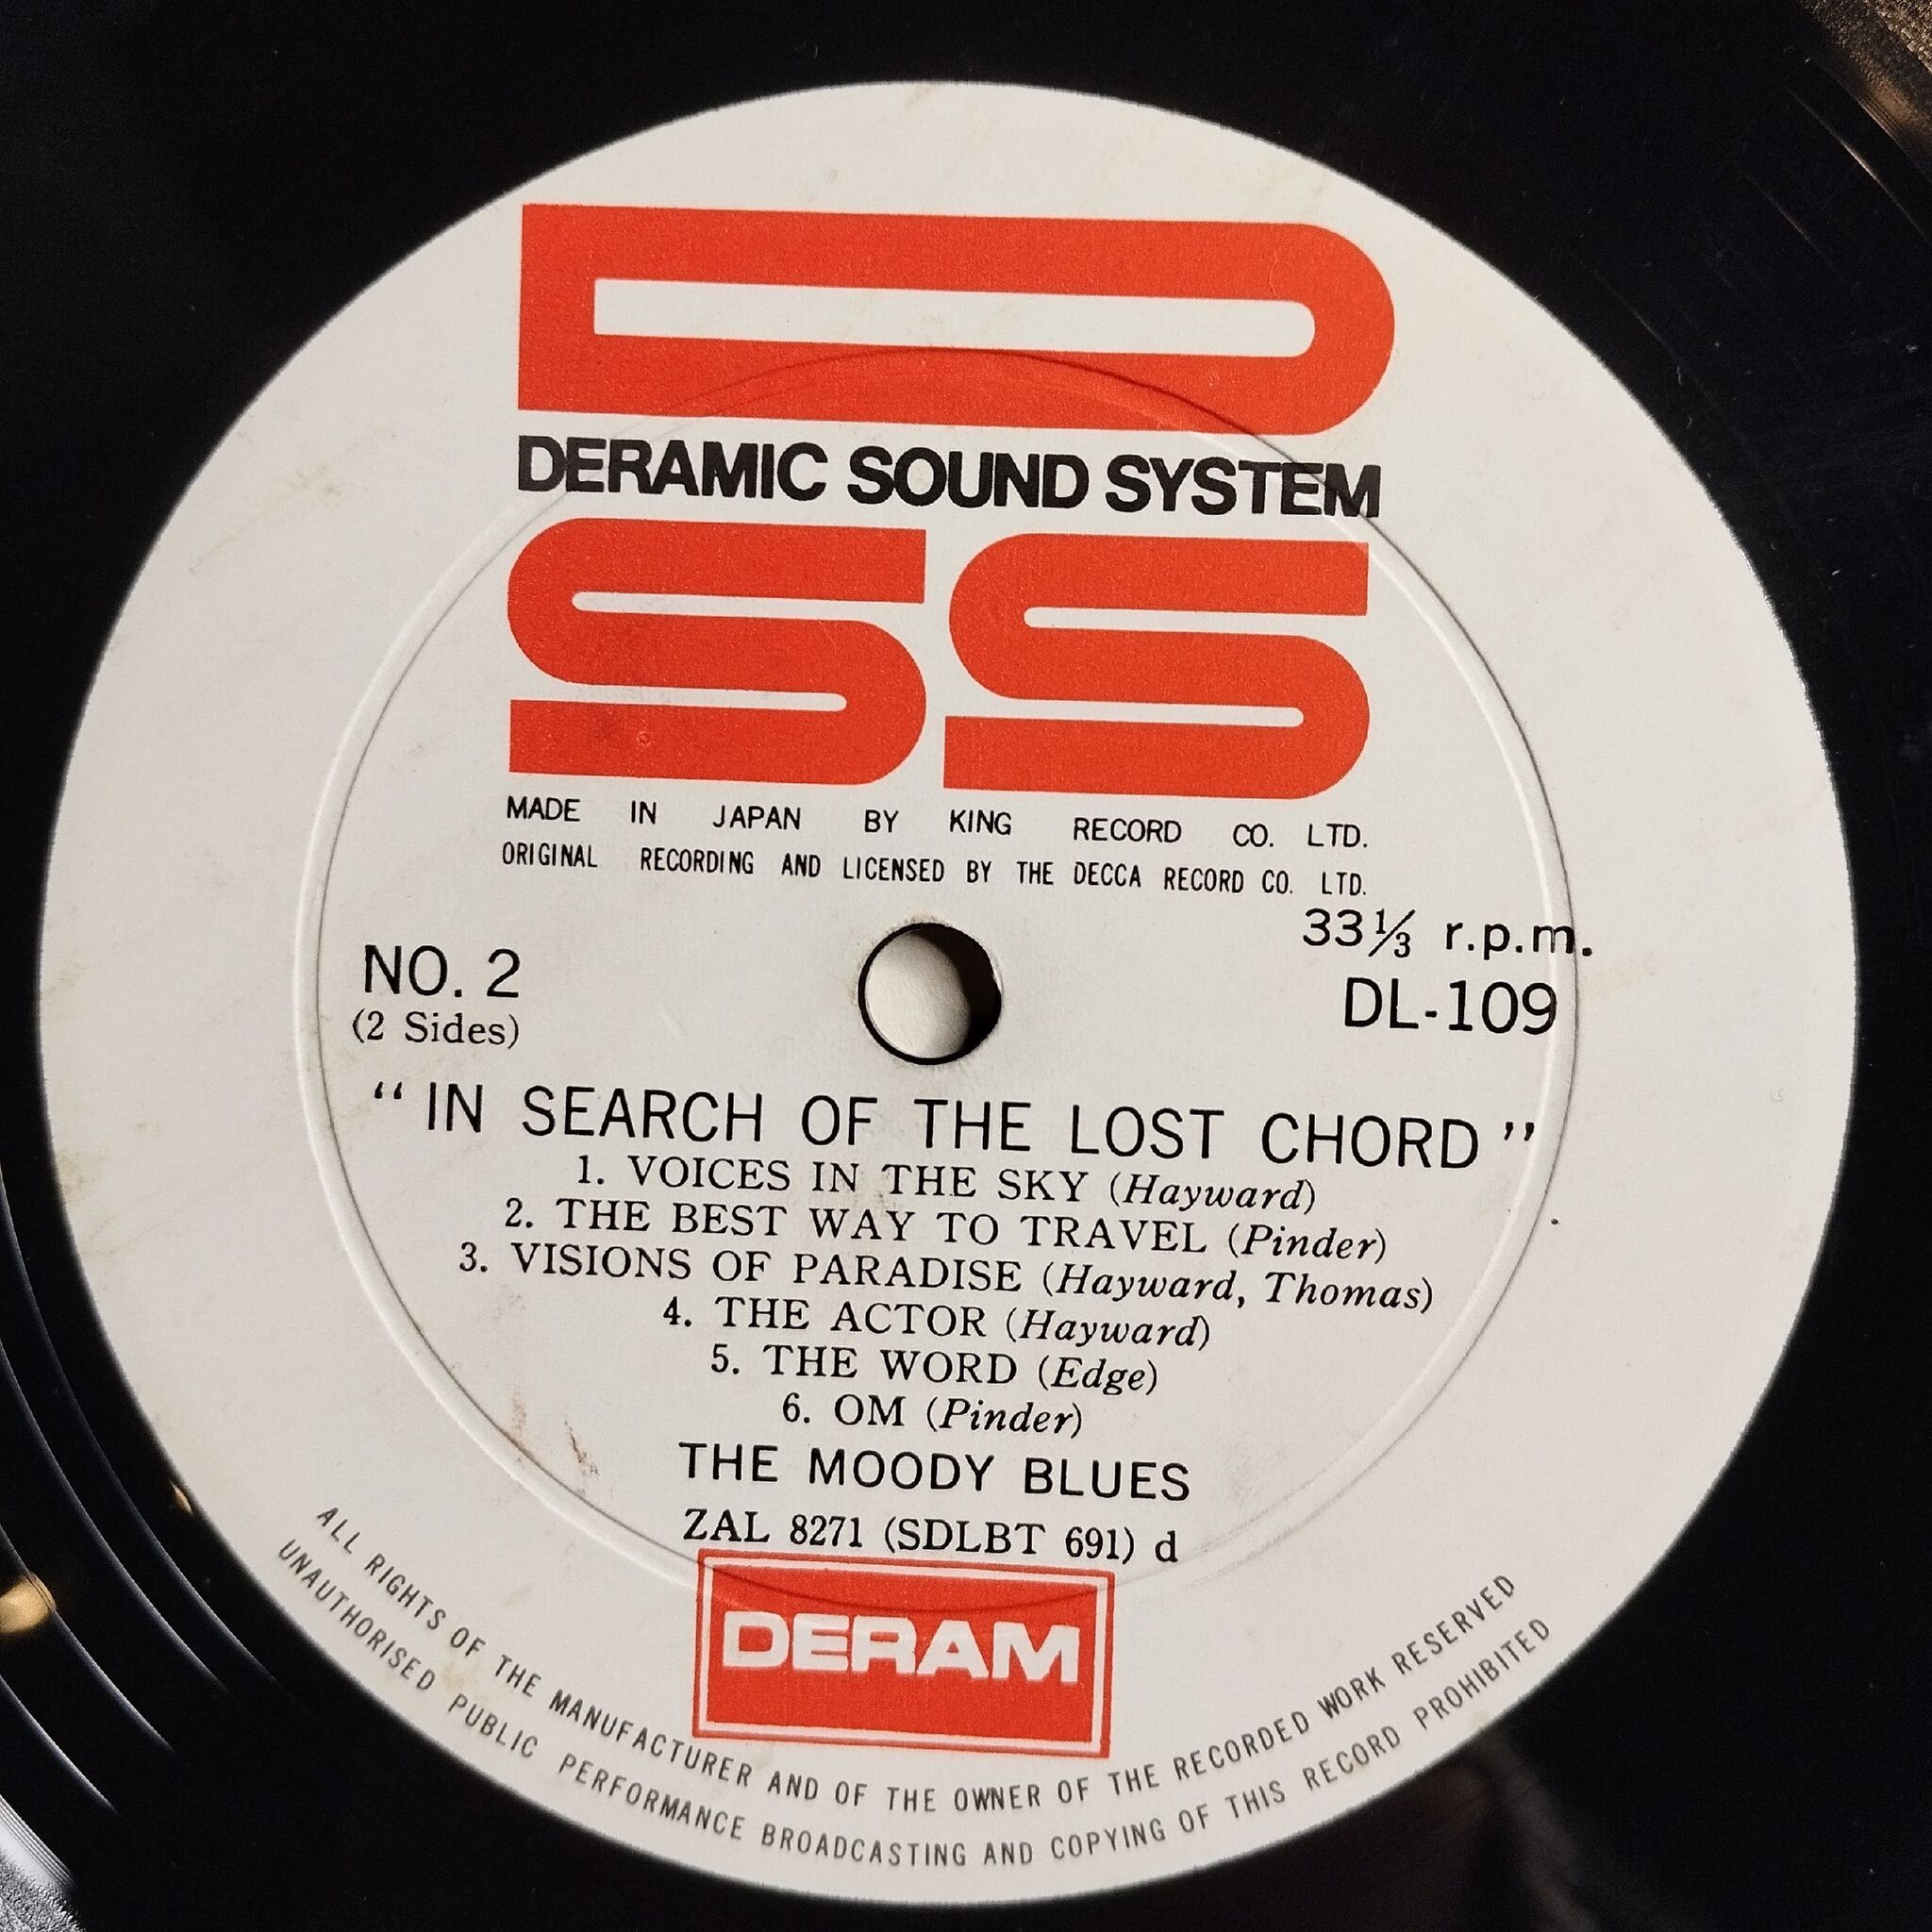 D
DERAMIC SOUND SYSTEM
SS
MADE IN JAPAN BY KING RECORD CO. LTD.
ORIGINAL RECORDING AND LICENSED BY THE DECCA RECORD CO. LTD.
33⅓ r.p.m.
NO. 2
DL-109
(2 Sides)
“IN SEARCH OF THE LOST CHORD”
1. VOICES IN THE SKY (Hayward)
2. THE BEST WAY TO TRAVEL (Pinder)
3. VISIONS OF PARADISE (Hayward, Thomas)
4. THE ACTOR (Hayward)
5. THE WORD (Edge)
6. OM (Pinder)
THE MOODY BLUES
ZAL 8271 (SDLBT 691) d
DERAM
ALL RIGHTS OF THE MANUFACTURER AND OF THE OWNER OF THE RECORDED WORK RESERVED
UNAUTHORISED PUBLIC PERFORMANCE BROADCASTING AND COPYING OF THIS RECORD PROHIBITED